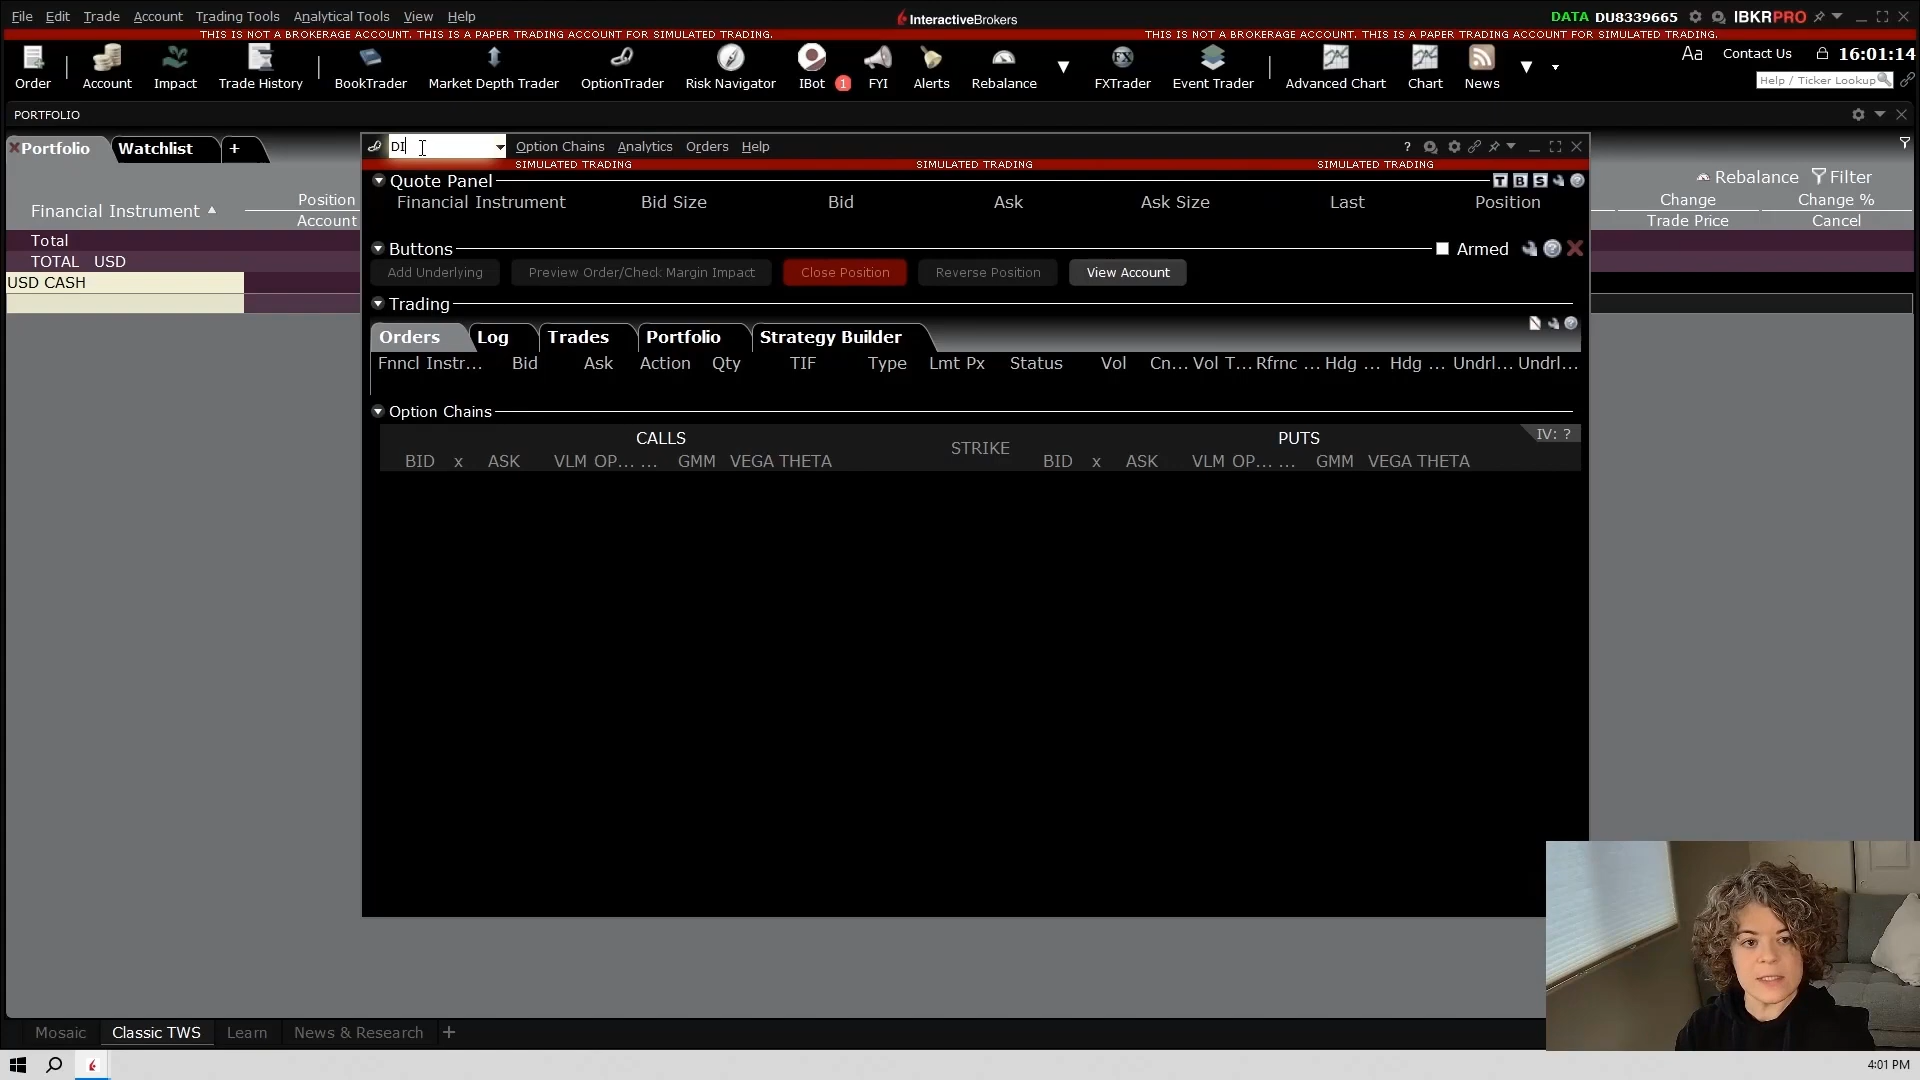 File Edit Trade Account Trading Tools Analytical Tools View Help
InteractiveBrokers
DATA DU8339665 IBKRPRO
THIS IS NOT A BROKERAGE ACCOUNT. THIS IS A PAPER TRADING ACCOUNT FOR SIMULATED TRADING. THIS IS NOT A BROKERAGE ACCOUNT. THIS IS A PAPER TRADING ACCOUNT FOR SIMULATED TRADING.
Aa Contact Us 16:01:14
Order Account Impact Trade History BookTrader Market Depth Trader OptionTrader Risk Navigator IBot 1 FYI Alerts Rebalance FXTrader Event Trader Advanced Chart Chart News
Help / Ticker Lookup
PORTFOLIO
Portfolio Watchlist +
DI Option Chains Analytics Orders Help ?
SIMULATED TRADING SIMULATED TRADING SIMULATED TRADING
Quote Panel T B S ?
Rebalance Filter
Financial Instrument Bid Size Bid Ask Ask Size Last Position
Financial Instrument
Position
Account
Change Change %
Trade Price Cancel
Total
TOTAL USD
USD CASH
Buttons Armed ?
Add Underlying Preview Order/Check Margin Impact Close Position Reverse Position View Account
Trading
Orders Log Trades Portfolio Strategy Builder ?
Fnncl Instr... Bid Ask Action Qty TIF Type Lmt Px Status Vol Cn... Vol T... Rfrnc ... Hdg ... Hdg ... Undrl... Undrl...
Option Chains
CALLS STRIKE PUTS IV: ?
BID x ASK VLM OP... ... GMM VEGA THETA BID x ASK VLM OP... ... GMM VEGA THETA
Mosaic Classic TWS Learn News & Research +
4:01 PM